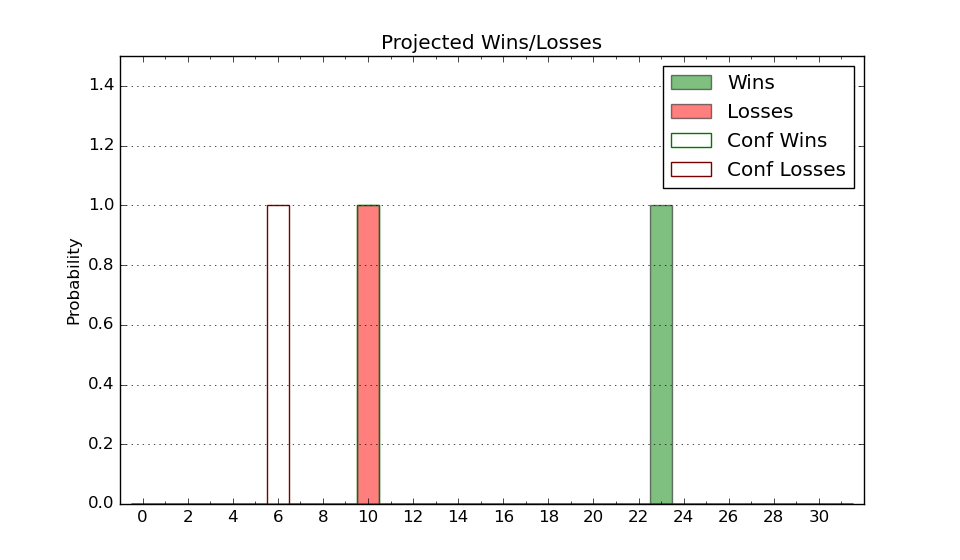 Projected Wins/Losses
Wins
Losses
Conf Wins
Conf Losses
Probability
1.4
1.2
1.0
0.8
0.6
0.4
0.2
0.0
0 2 4 6 8 10 12 14 16 18 20 22 24 26 28 30